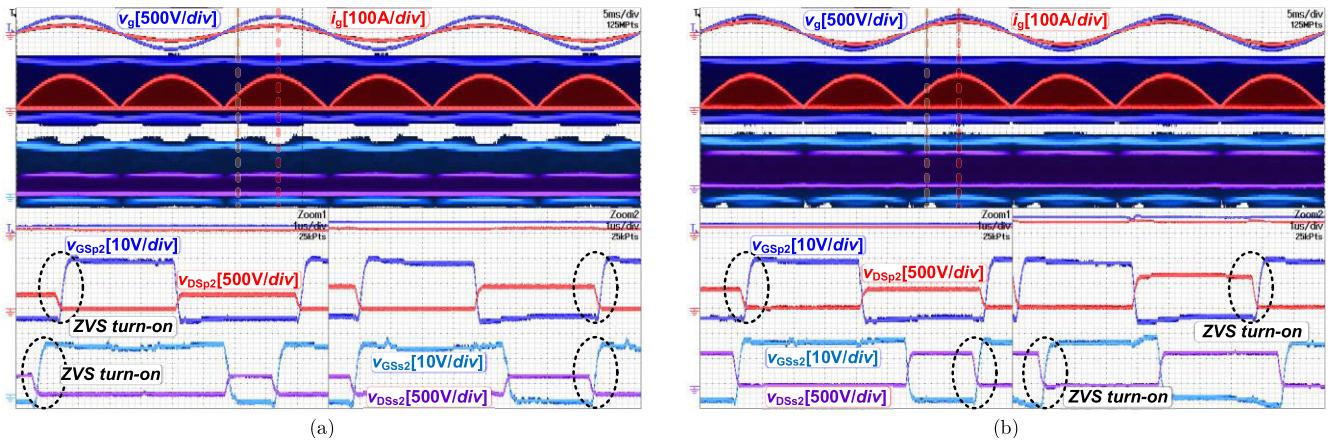 vg[500V/div]
ig[100A/div]
5ms/div
125MPts
Zoom1
1us/div
25kPts
Zoom2
1us/div
25kPts
vGSp2[10V/div]
vDSp2[500V/div]
ZVS turn-on
ZVS turn-on
vGSs2[10V/div]
vDSs2[500V/div]
(a)
vg[500V/div]
ig[100A/div]
5ms/div
125MPts
Zoom1
1us/div
25kPts
Zoom2
1us/div
25kPts
vGSp2[10V/div]
vDSp2[500V/div]
ZVS turn-on
vGSs2[10V/div]
vDSs2[500V/div]
ZVS turn-on
(b)